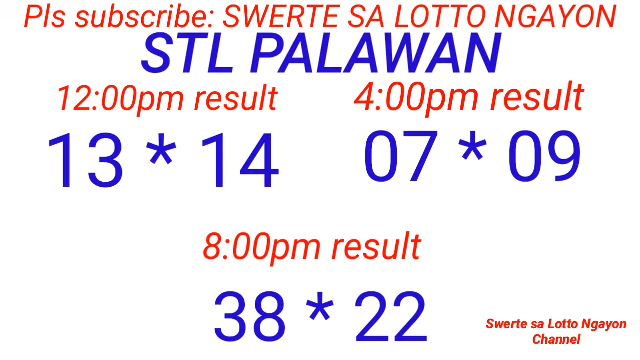 Pls subscribe: SWERTE SA LOTTO NGAYON
STL PALAWAN
12:00pm result
13 * 14
4:00pm result
07 * 09
8:00pm result
38 * 22
Swerte sa Lotto Ngayon
Channel